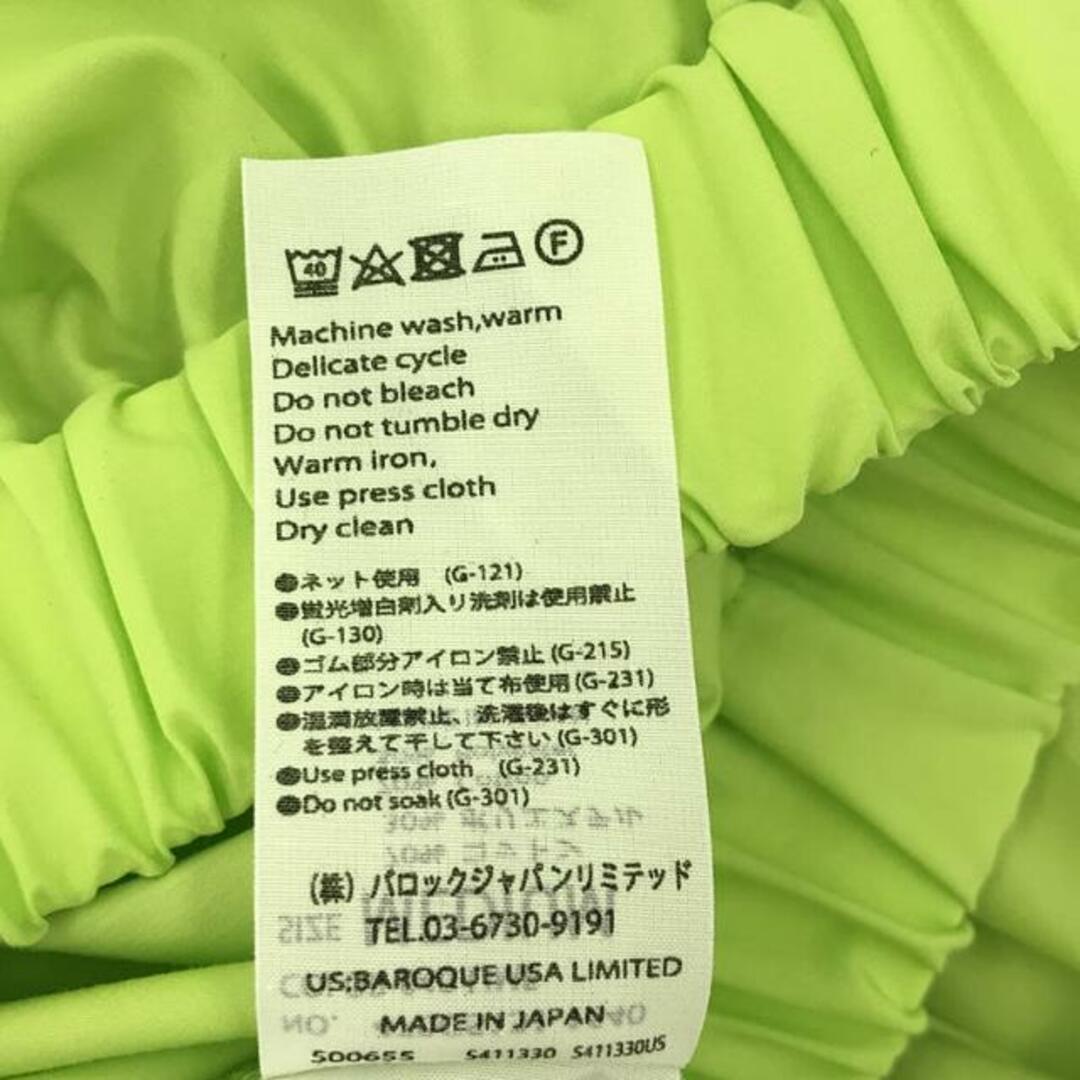 40
F
Machine wash,warm
Delicate cycle
Do not bleach
Do not tumble dry
Warm iron,
Use press cloth
Dry clean
●ネット使用 (G-121)
●蛍光増白剤入り洗剤は使用禁止
(G-130)
●ゴム部分アイロン禁止(G-215)
●アイロン時は当て布使用(G-231)
●湿潤放置禁止、洗濯後はすぐに形
を整えて干して下さい(G-301)
●Use press cloth (G-231)
●Do not soak(G-301)
(株) バロックジャパンリミテッド
TEL.03-6730-9191
US:BAROQUE USA LIMITED
MADE IN JAPAN
500655 S411330 S411330US